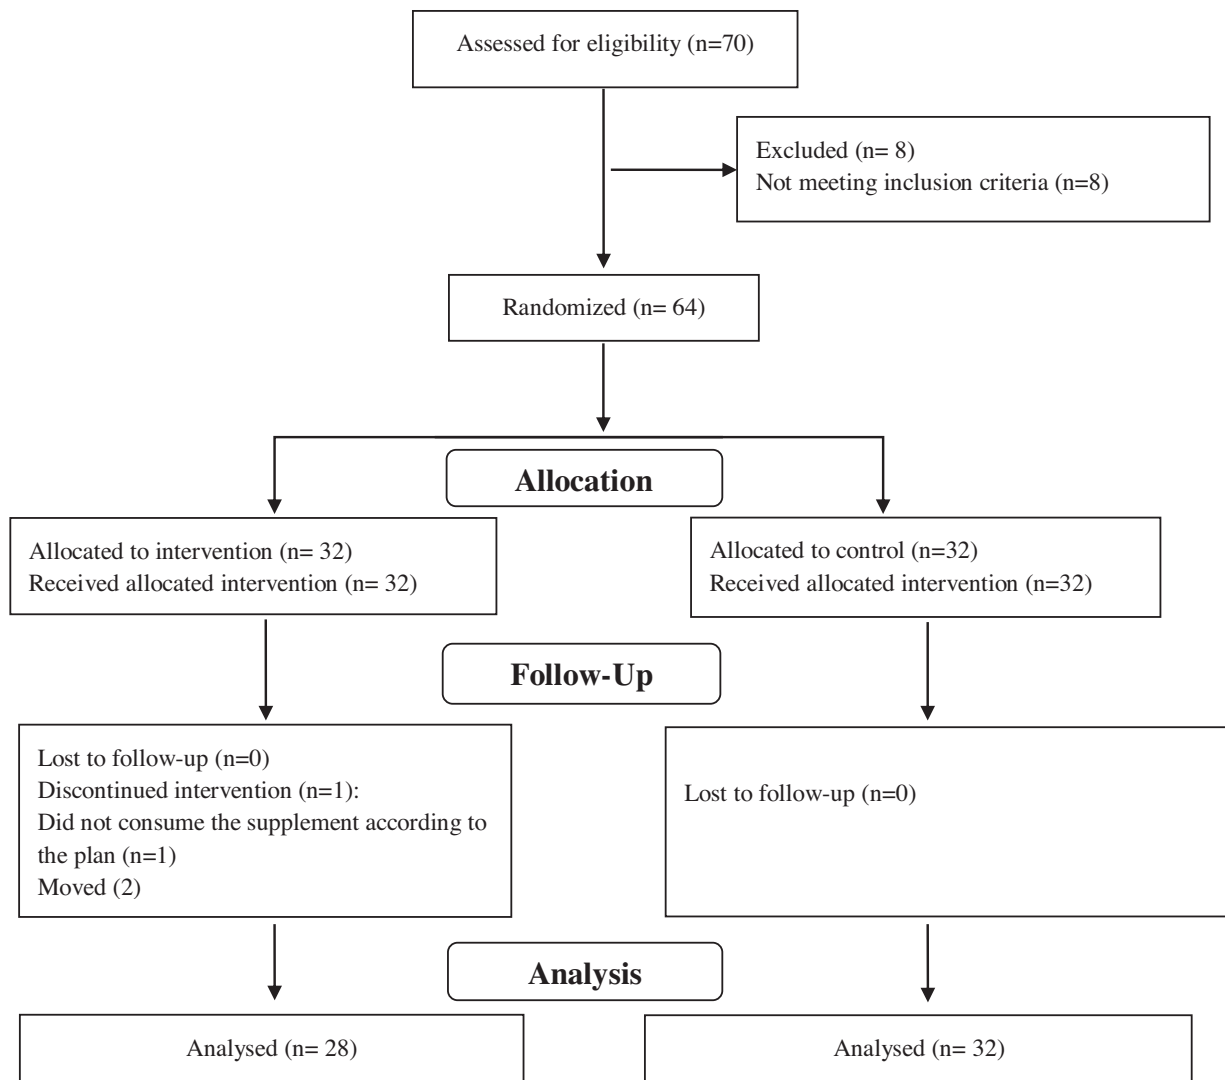 Assessed for eligibility (n=70)
Excluded (n= 8)
Not meeting inclusion criteria (n=8)
Randomized (n= 64)
Allocation
Allocated to intervention (n= 32)
Received allocated intervention (n= 32)
Allocated to control (n=32)
Received allocated intervention (n=32)
Follow-Up
Lost to follow-up (n=0)
Discontinued intervention (n=1):
Did not consume the supplement according to
the plan (n=1)
Moved (2)
Lost to follow-up (n=0)
Analysis
Analysed (n= 28)
Analysed (n= 32)